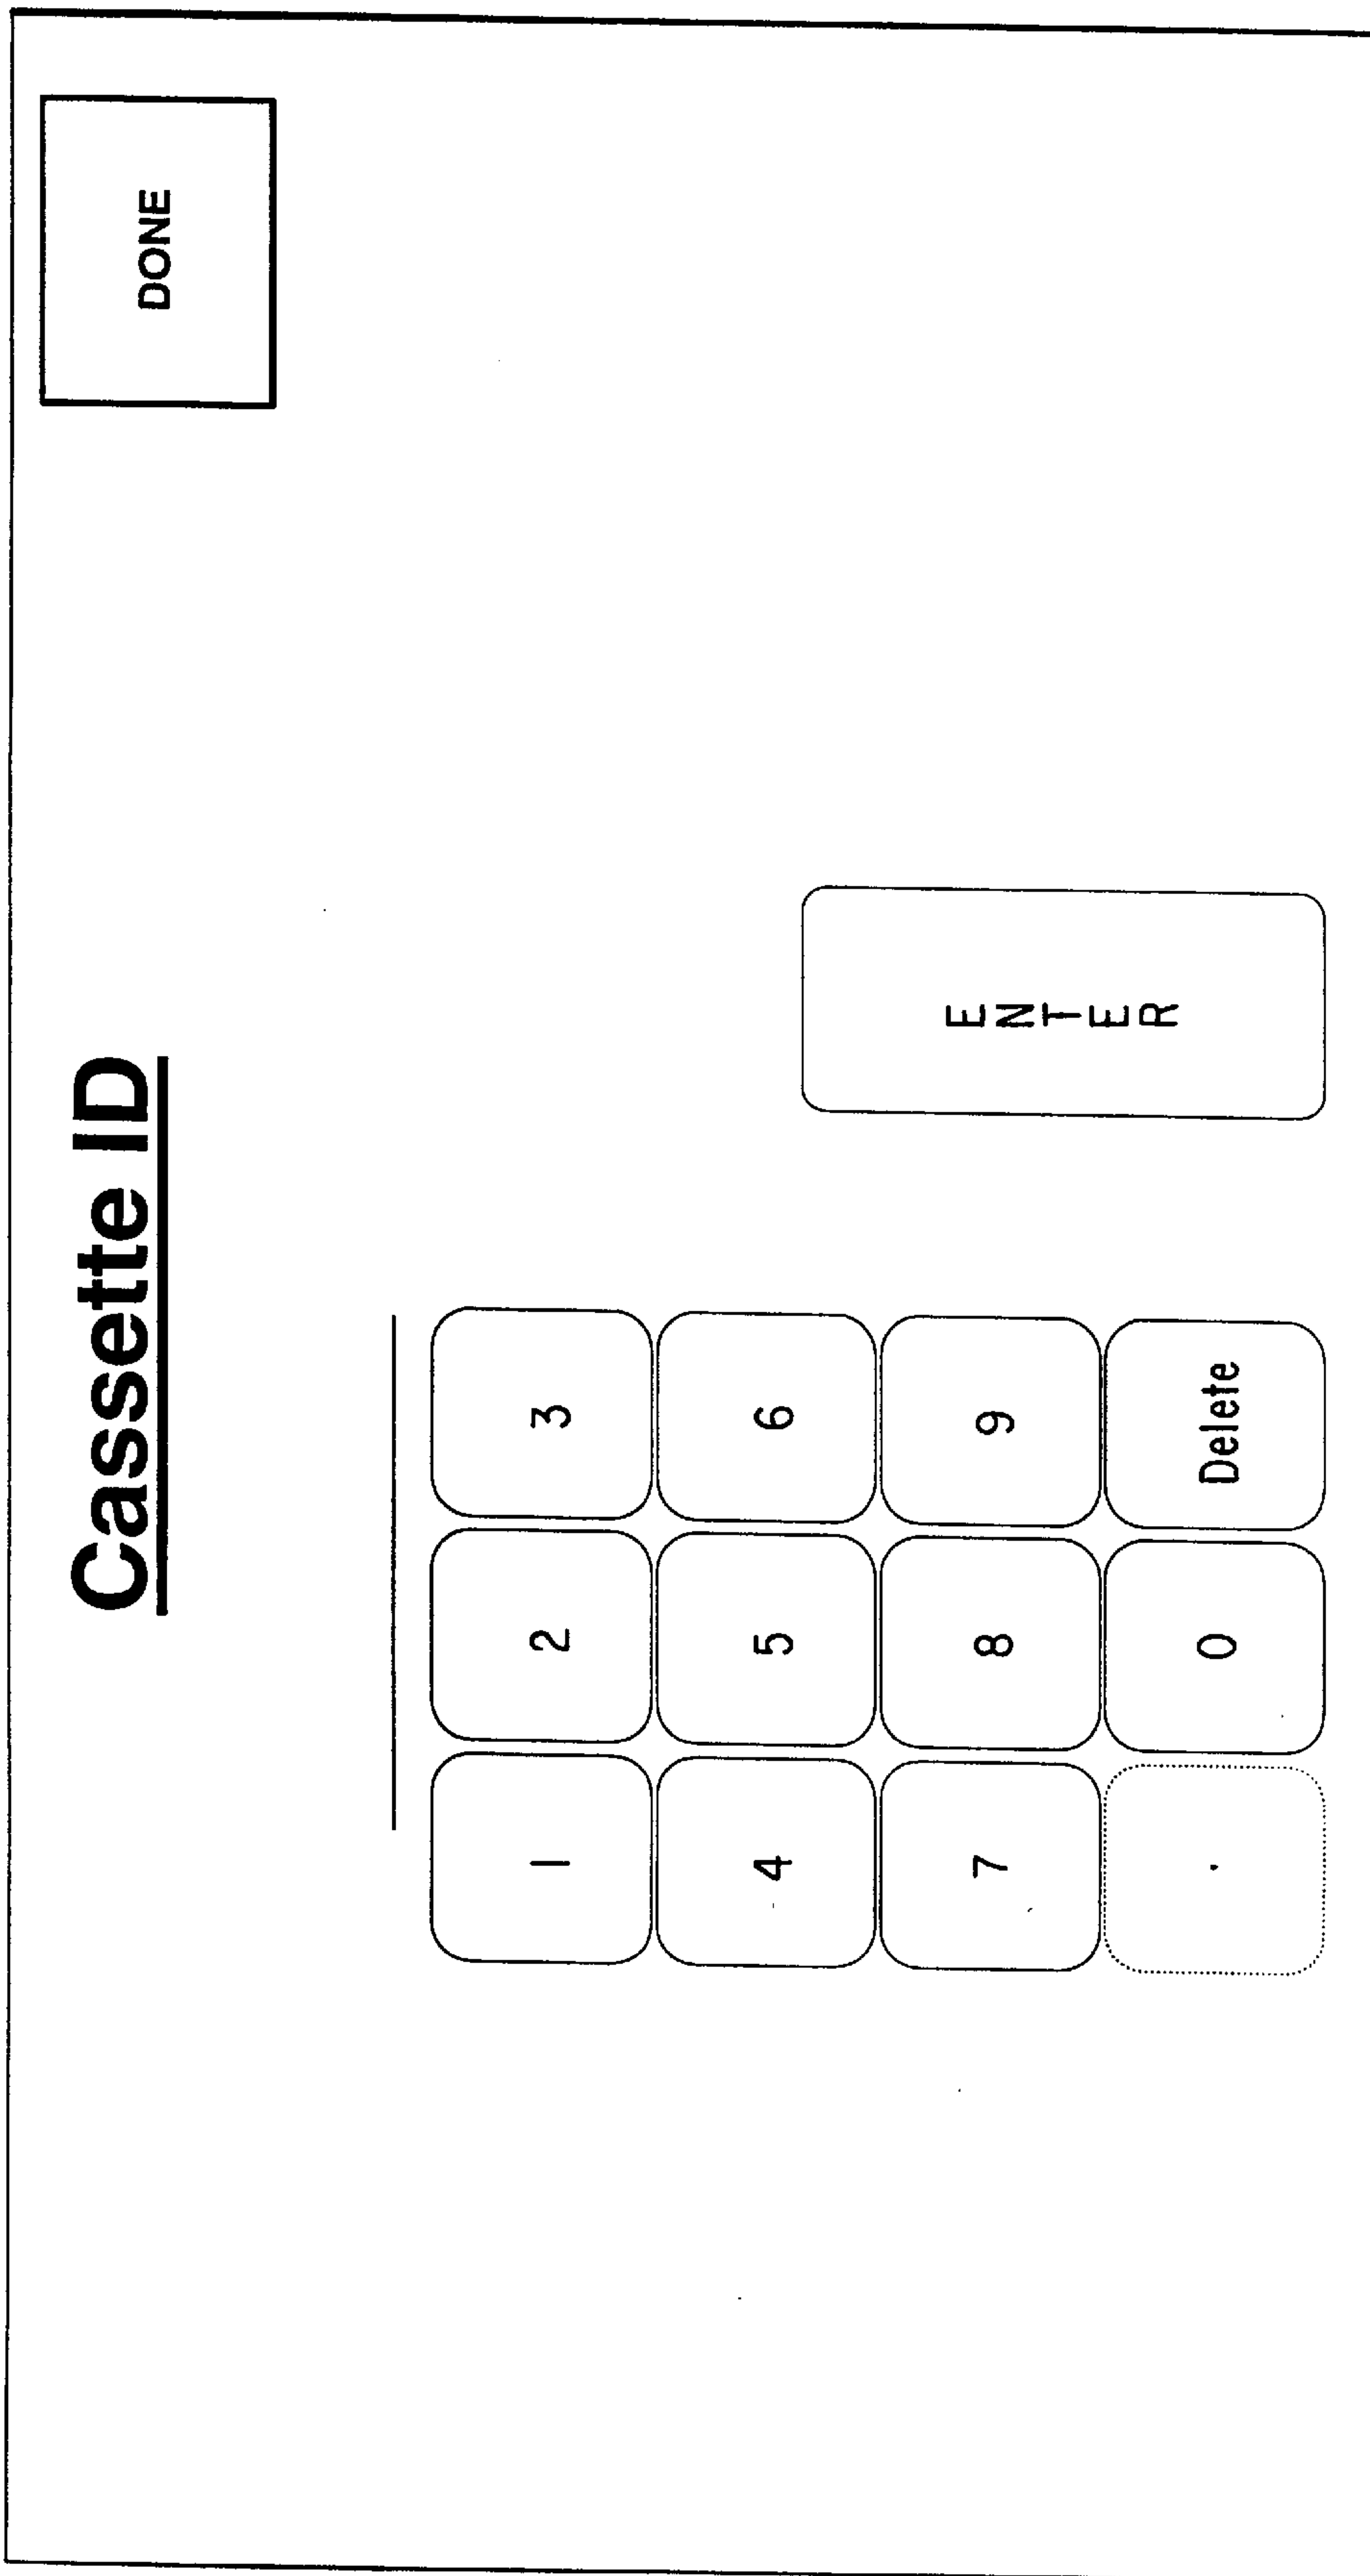 DONE
Cassette ID
1 2 3
4 5 6
7 8 9
. 0 Delete
ENTER